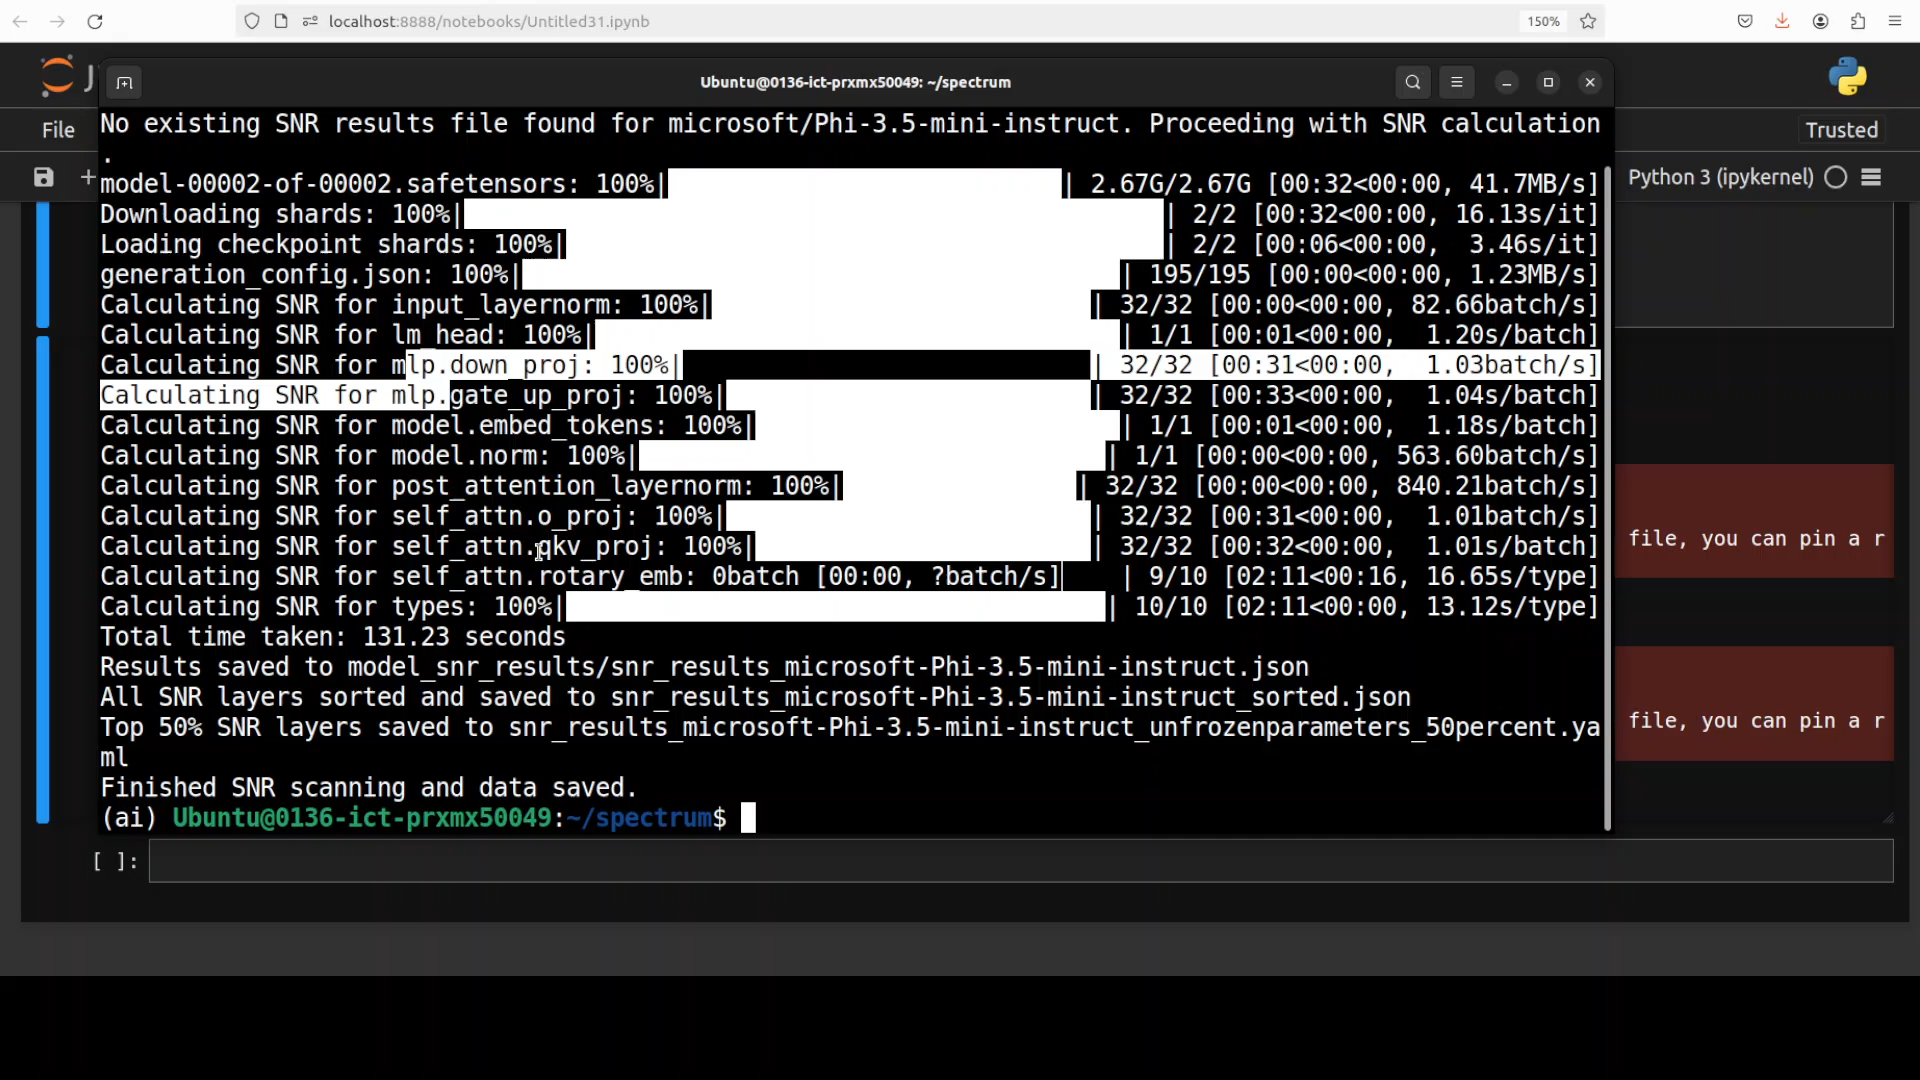 localhost:8888/notebooks/Untitled31.ipynb
150%
J
Ubuntu@0136-ict-prxmx50049: ~/spectrum
File
Trusted
Python 3 (ipykernel)
No existing SNR results file found for microsoft/Phi-3.5-mini-instruct. Proceeding with SNR calculation
.
model-00002-of-00002.safetensors: 100%| | 2.67G/2.67G [00:32<00:00, 41.7MB/s]
Downloading shards: 100%| | 2/2 [00:32<00:00, 16.13s/it]
Loading checkpoint shards: 100%| | 2/2 [00:06<00:00, 3.46s/it]
generation_config.json: 100%| | 195/195 [00:00<00:00, 1.23MB/s]
Calculating SNR for input_layernorm: 100%| | 32/32 [00:00<00:00, 82.66batch/s]
Calculating SNR for lm_head: 100%| | 1/1 [00:01<00:00, 1.20s/batch]
Calculating SNR for mlp.down_proj: 100%| | 32/32 [00:31<00:00, 1.03batch/s]
Calculating SNR for mlp.gate_up_proj: 100%| | 32/32 [00:33<00:00, 1.04s/batch]
Calculating SNR for model.embed_tokens: 100%| | 1/1 [00:01<00:00, 1.18s/batch]
Calculating SNR for model.norm: 100%| | 1/1 [00:00<00:00, 563.60batch/s]
Calculating SNR for post_attention_layernorm: 100%| | 32/32 [00:00<00:00, 840.21batch/s]
Calculating SNR for self_attn.o_proj: 100%| | 32/32 [00:31<00:00, 1.01batch/s]
Calculating SNR for self_attn.qkv_proj: 100%| | 32/32 [00:32<00:00, 1.01s/batch]
Calculating SNR for self_attn.rotary_emb: 0batch [00:00, ?batch/s] | 9/10 [02:11<00:16, 16.65s/type]
Calculating SNR for types: 100%| | 10/10 [02:11<00:00, 13.12s/type]
Total time taken: 131.23 seconds
Results saved to model_snr_results/snr_results_microsoft-Phi-3.5-mini-instruct.json
All SNR layers sorted and saved to snr_results_microsoft-Phi-3.5-mini-instruct_sorted.json
Top 50% SNR layers saved to snr_results_microsoft-Phi-3.5-mini-instruct_unfrozenparameters_50percent.ya
ml
Finished SNR scanning and data saved.
(ai) Ubuntu@0136-ict-prxmx50049:~/spectrum$
file, you can pin a r
file, you can pin a r
[ ]: